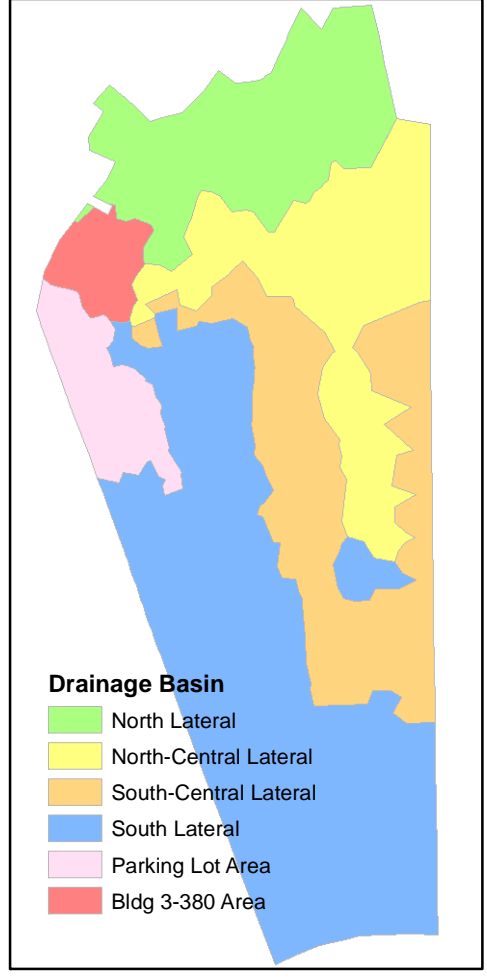 Drainage Basin
North Lateral
North-Central Lateral
South-Central Lateral
South Lateral
Parking Lot Area
Bldg 3-380 Area